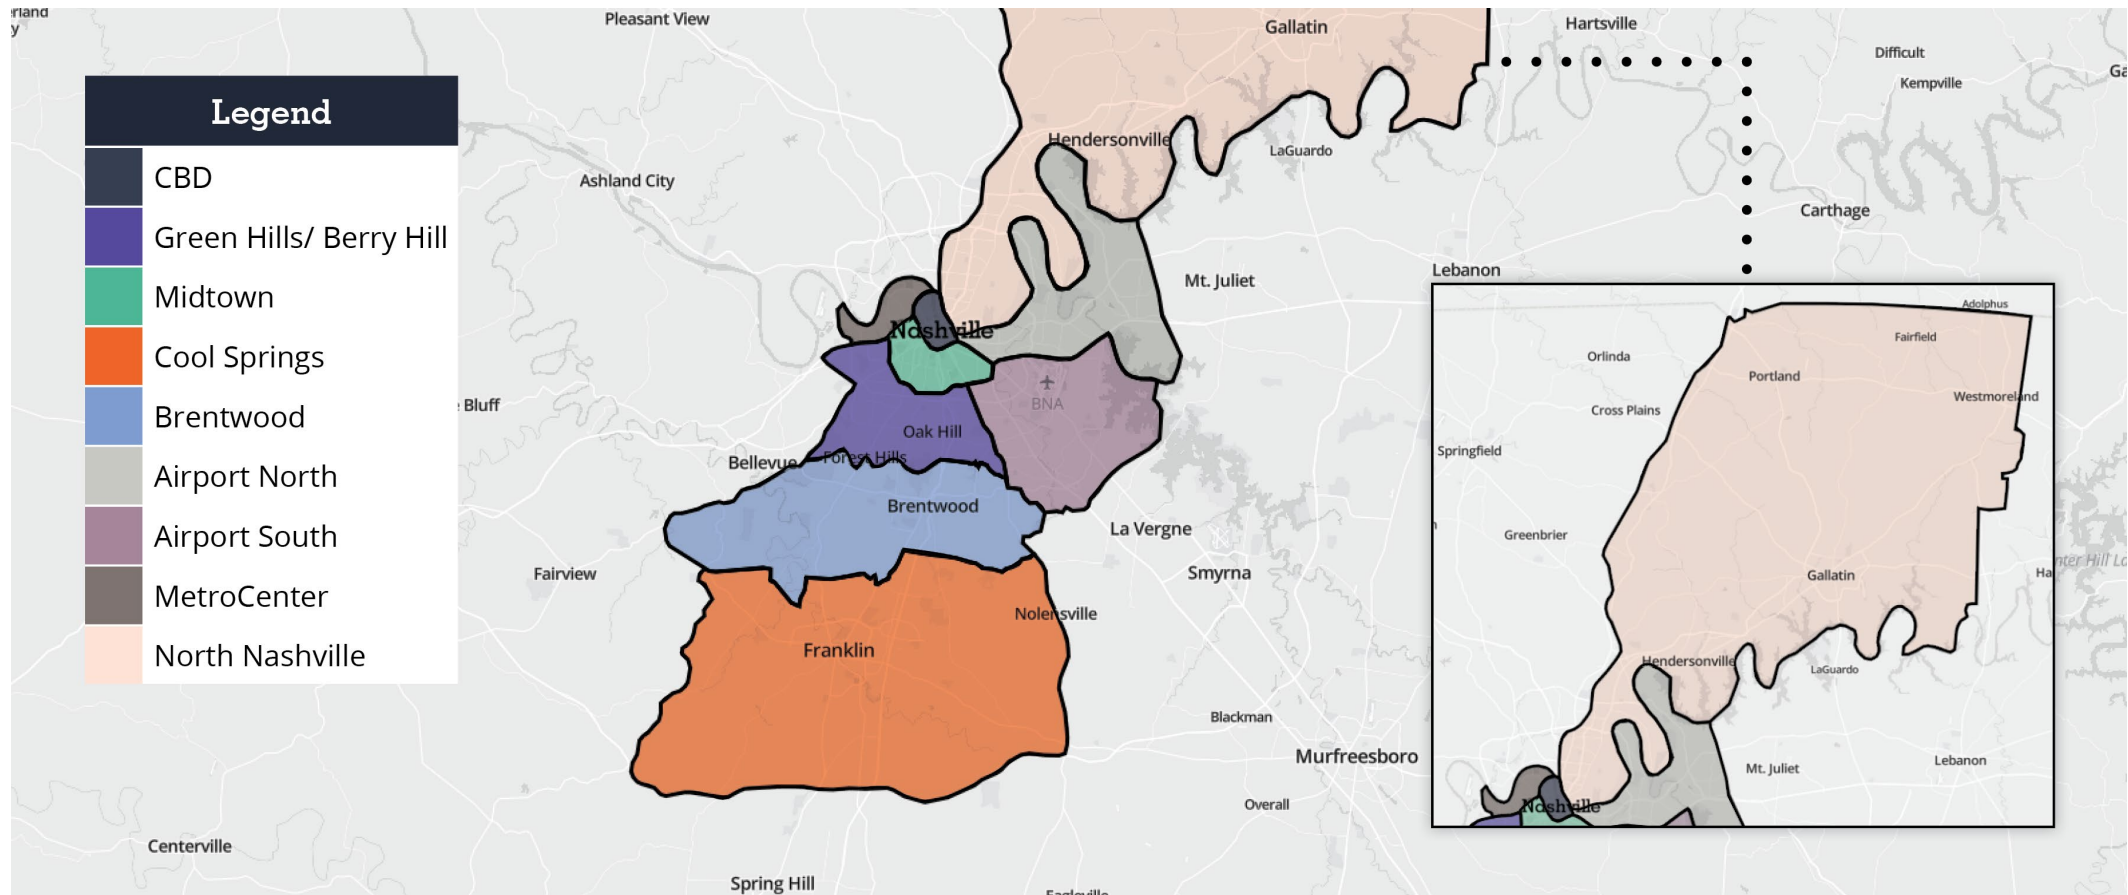 Pleasant View
Gallatin
Hartsville
Difficult
Kempville
Legend
CBD
Green Hills/ Berry Hill
Midtown
Cool Springs
Brentwood
Airport North
Airport South
MetroCenter
North Nashville
Hendersonville
LaGuardo
Ashland City
Carthage
Mt. Juliet
Lebanon
Nashville
BNA
Bluff
Oak Hill
Forest Hills
Bellevue
Brentwood
La Vergne
Fairview
Smyrna
Nolensville
Franklin
Blackman
Murfreesboro
Overall
Centerville
Spring Hill
Adolphus
Fairfield
Orlinda
Portland
Westmoreland
Cross Plains
Springfield
Greenbrier
Gallatin
Hendersonville
LaGuardo
Mt. Juliet
Lebanon
Nashville